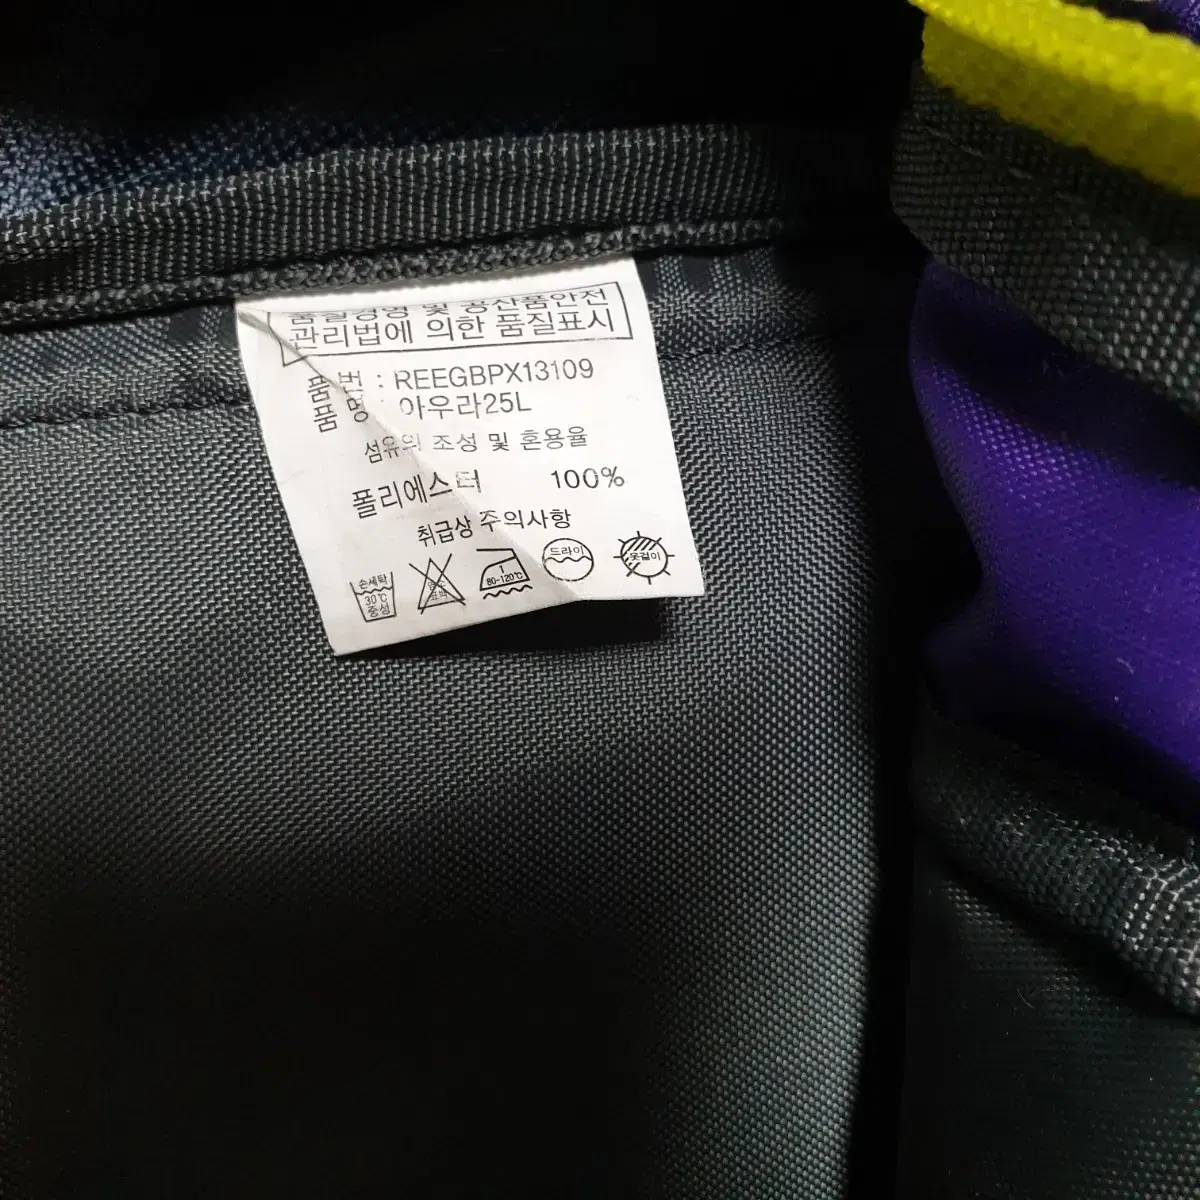 품질경영 및 공산품안전
관리법에 의한 품질표시
품 번 : REEGBPX13109
품 명 : 아우라25L
섬유의 조성 및 혼용율
폴리에스터 100%
취급상 주의사항
손세탁
30℃
중성
80-120℃
드라이
옷걸이